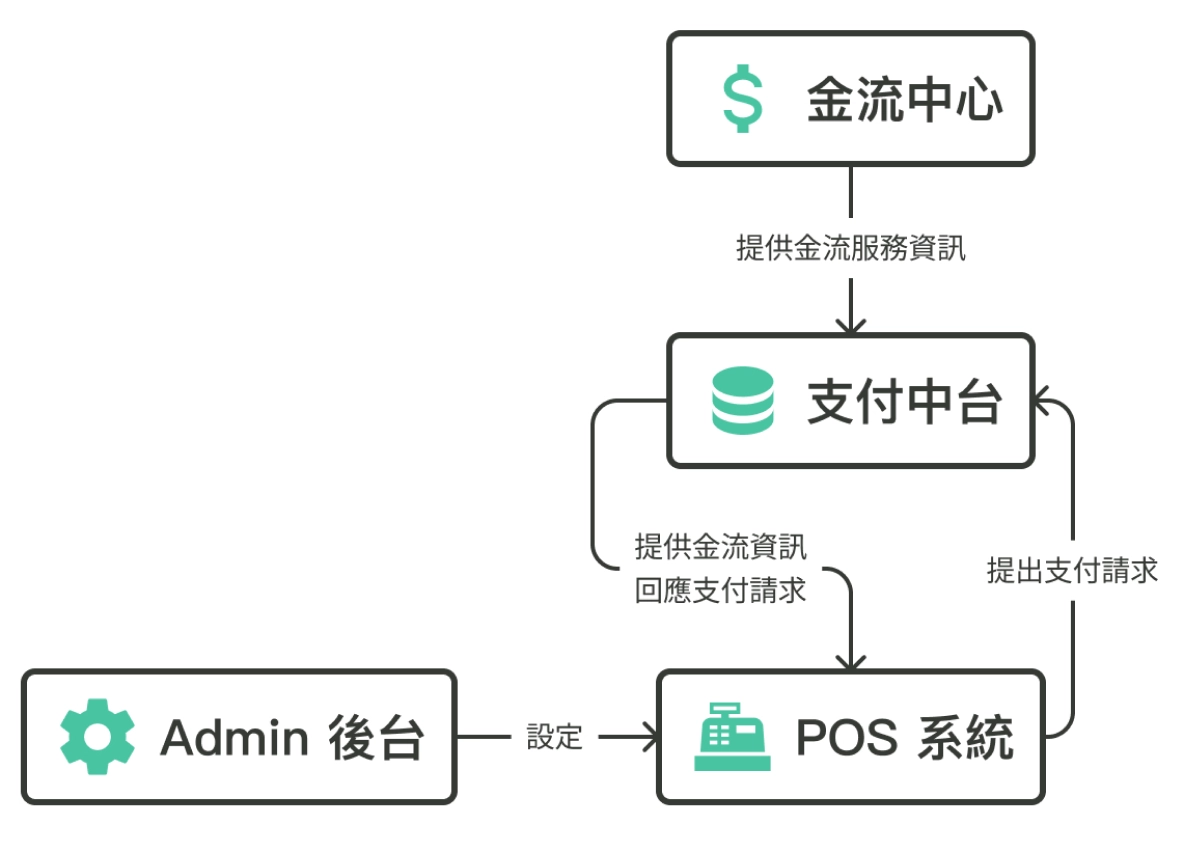 金流中心
提供金流服務資訊
支付中台
提供金流資訊
回應支付請求
提出支付請求
Admin 後台
設定
POS 系統